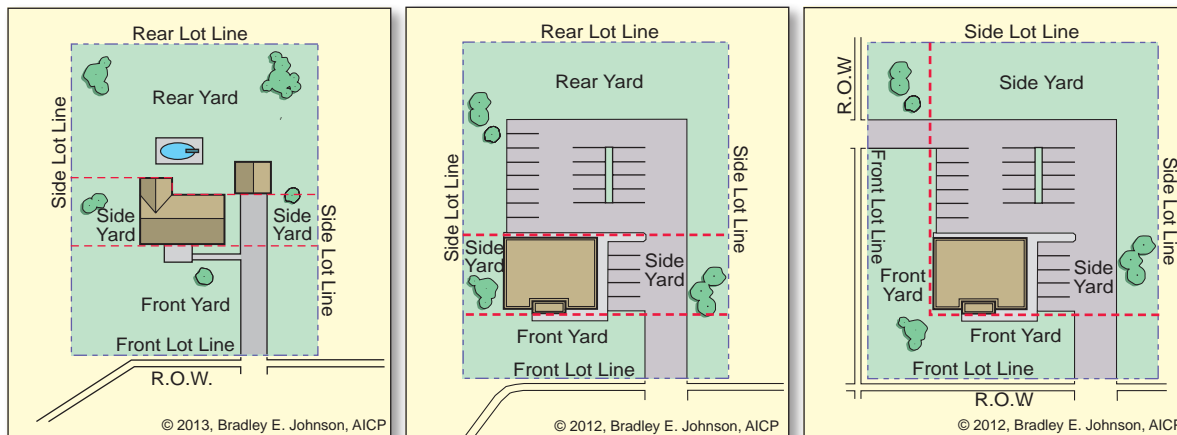 Rear Lot Line
Rear Yard
Side Lot Line
Side
Yard
Side
Yard
Side Lot Line
Front Yard
Front Lot Line
R.O.W.
© 2013, Bradley E. Johnson, AICP
Rear Lot Line
Rear Yard
Side Lot Line
Side Lot Line
Side
Yard
Side
Yard
Front Yard
Front Lot Line
© 2012, Bradley E. Johnson, AICP
Side Lot Line
R.O.W
Side Yard
Front Lot Line
Side Lot Line
Front
Yard
Side
Yard
Front Yard
Front Lot Line
R.O.W
© 2012, Bradley E. Johnson, AICP